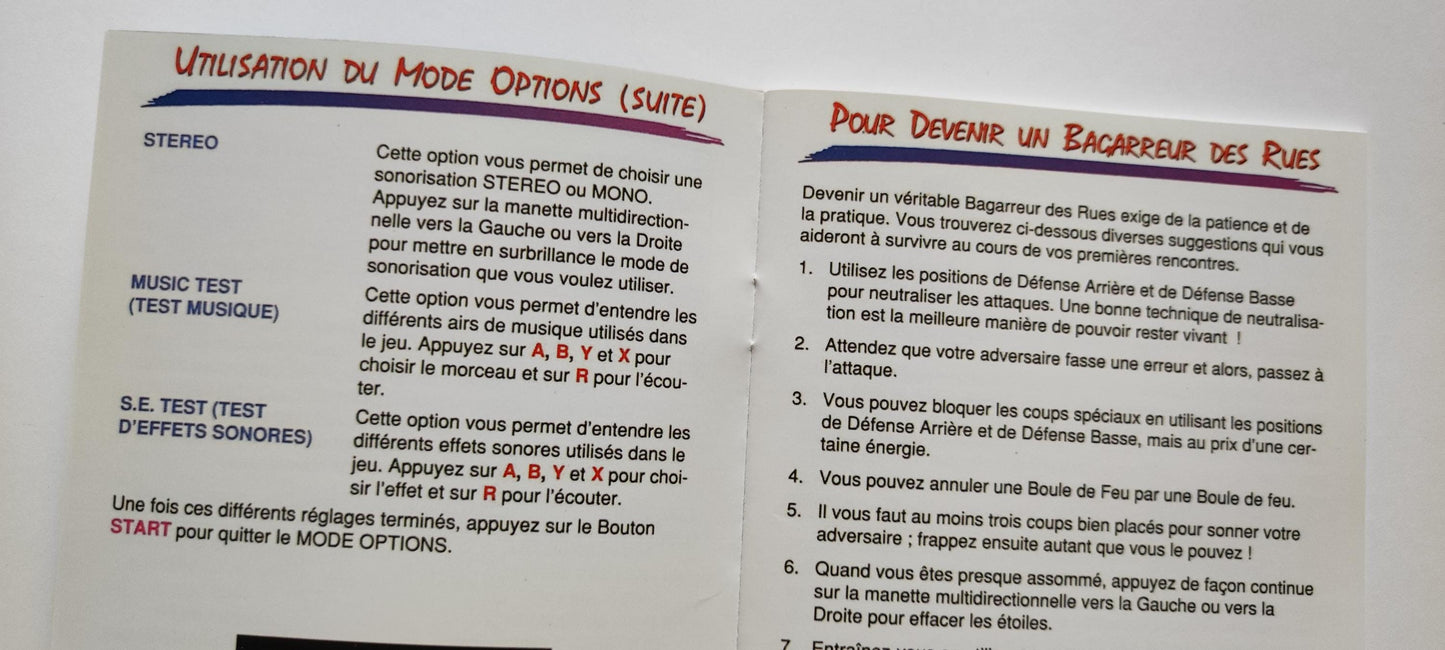 UTILISATION DU MODE OPTIONS (SUITE)
STEREO
Cette option vous permet de choisir une
sonorisation STEREO ou MONO.
Appuyez sur la manette multidirection-
nelle vers la Gauche ou vers la Droite
pour mettre en surbrillance le mode de
sonorisation que vous voulez utiliser.
MUSIC TEST
(TEST MUSIQUE)
Cette option vous permet d'entendre les
différents airs de musique utilisés dans
le jeu. Appuyez sur A, B, Y et X pour
choisir le morceau et sur R pour l'écou-
ter.
S.E. TEST (TEST
D'EFFETS SONORES)
Cette option vous permet d'entendre les
différents effets sonores utilisés dans le
jeu. Appuyez sur A, B, Y et X pour choi-
sir l'effet et sur R pour l'écouter.
Une fois ces différents réglages terminés, appuyez sur le Bouton
START pour quitter le MODE OPTIONS.
POUR DEVENIR UN BAGARREUR DES RUES
Devenir un véritable Bagarreur des Rues exige de la patience et de
la pratique. Vous trouverez ci-dessous diverses suggestions qui vous
aideront à survivre au cours de vos premières rencontres.
1. Utilisez les positions de Défense Arrière et de Défense Basse
pour neutraliser les attaques. Une bonne technique de neutralisa-
tion est la meilleure manière de pouvoir rester vivant !
2. Attendez que votre adversaire fasse une erreur et alors, passez à
l'attaque.
3. Vous pouvez bloquer les coups spéciaux en utilisant les positions
de Défense Arrière et de Défense Basse, mais au prix d'une cer-
taine énergie.
4. Vous pouvez annuler une Boule de Feu par une Boule de feu.
5. Il vous faut au moins trois coups bien placés pour sonner votre
adversaire ; frappez ensuite autant que vous le pouvez !
6. Quand vous êtes presque assommé, appuyez de façon continue
sur la manette multidirectionnelle vers la Gauche ou vers la
Droite pour effacer les étoiles.
7. Entraînez